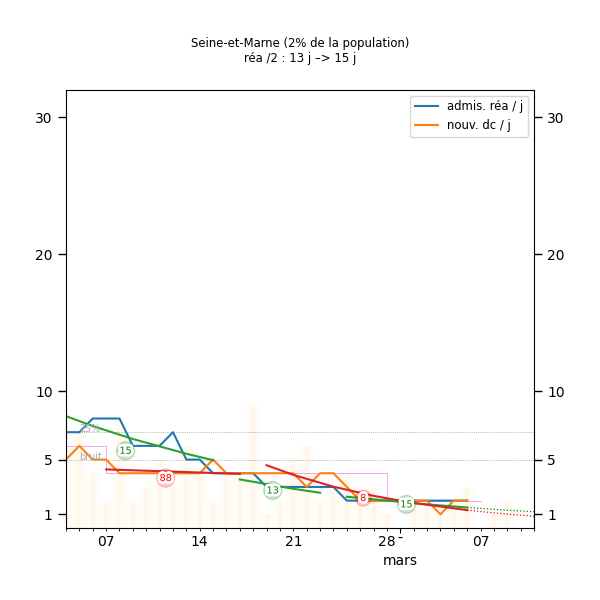 Seine-et-Marne (2% de la population)
réa /2 : 13 j –> 15 j
admis. réa / j
nouv. dc / j
30 30
20 20
10 10
5 5
1 1
bruit
15
88
13
8
15
07 14 21 28 07
mars